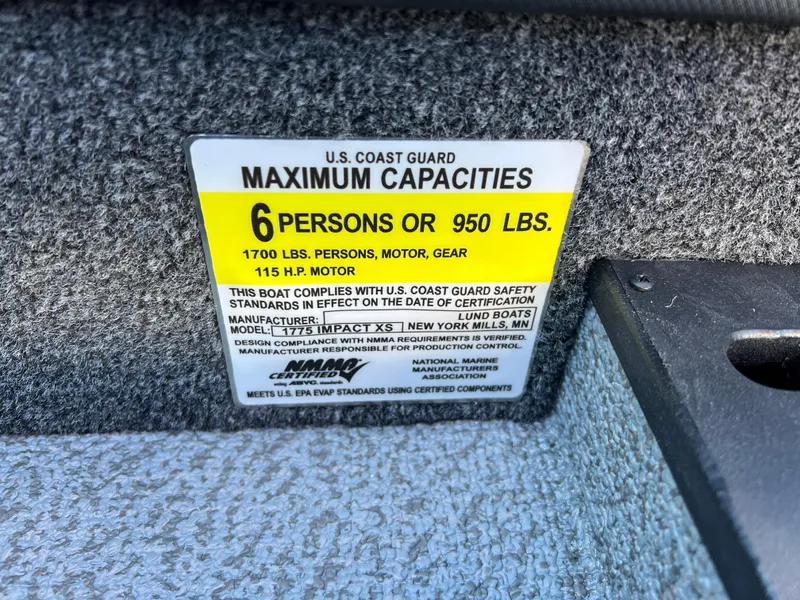 U.S. COAST GUARD
MAXIMUM CAPACITIES
6 PERSONS OR 950 LBS.
1700 LBS. PERSONS, MOTOR, GEAR
115 H.P. MOTOR
THIS BOAT COMPLIES WITH U.S. COAST GUARD SAFETY
STANDARDS IN EFFECT ON THE DATE OF CERTIFICATION
MANUFACTURER: LUND BOATS
MODEL: 1775 IMPACT XS NEW YORK MILLS, MN
DESIGN COMPLIANCE WITH NMMA REQUIREMENTS IS VERIFIED.
MANUFACTURER RESPONSIBLE FOR PRODUCTION CONTROL.
NMMA
CERTIFIED
using ABYC. standards
NATIONAL MARINE
MANUFACTURERS
ASSOCIATION
MEETS U.S. EPA EVAP STANDARDS USING CERTIFIED COMPONENTS